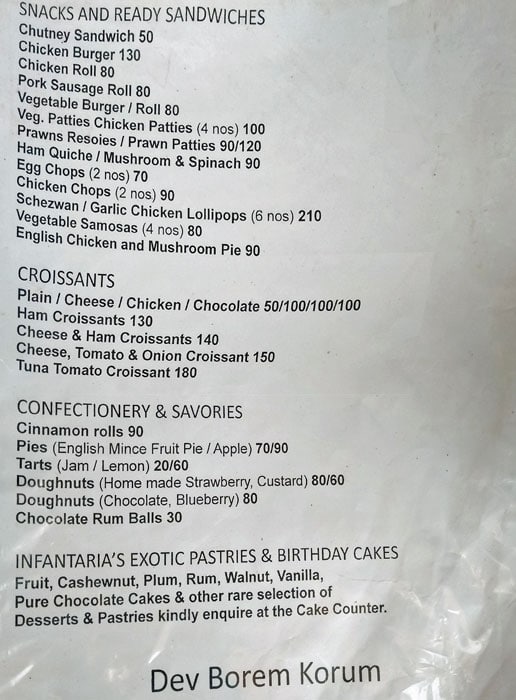 SNACKS AND READY SANDWICHES
Chutney Sandwich 50
Chicken Burger 130
Chicken Roll 80
Pork Sausage Roll 80
Vegetable Burger / Roll 80
Veg. Patties Chicken Patties (4 nos) 100
Prawns Resoies / Prawn Patties 90/120
Ham Quiche / Mushroom & Spinach 90
Egg Chops (2 nos) 70
Chicken Chops (2 nos) 90
Schezwan / Garlic Chicken Lollipops (6 nos) 210
Vegetable Samosas (4 nos) 80
English Chicken and Mushroom Pie 90
CROISSANTS
Plain / Cheese / Chicken / Chocolate 50/100/100/100
Ham Croissants 130
Cheese & Ham Croissants 140
Cheese, Tomato & Onion Croissant 150
Tuna Tomato Croissant 180
CONFECTIONERY & SAVORIES
Cinnamon rolls 90
Pies (English Mince Fruit Pie / Apple) 70/90
Tarts (Jam / Lemon) 20/60
Doughnuts (Home made Strawberry, Custard) 80/60
Doughnuts (Chocolate, Blueberry) 80
Chocolate Rum Balls 30
INFANTARIA'S EXOTIC PASTRIES & BIRTHDAY CAKES
Fruit, Cashewnut, Plum, Rum, Walnut, Vanilla,
Pure Chocolate Cakes & other rare selection of
Desserts & Pastries kindly enquire at the Cake Counter.
Dev Borem Korum